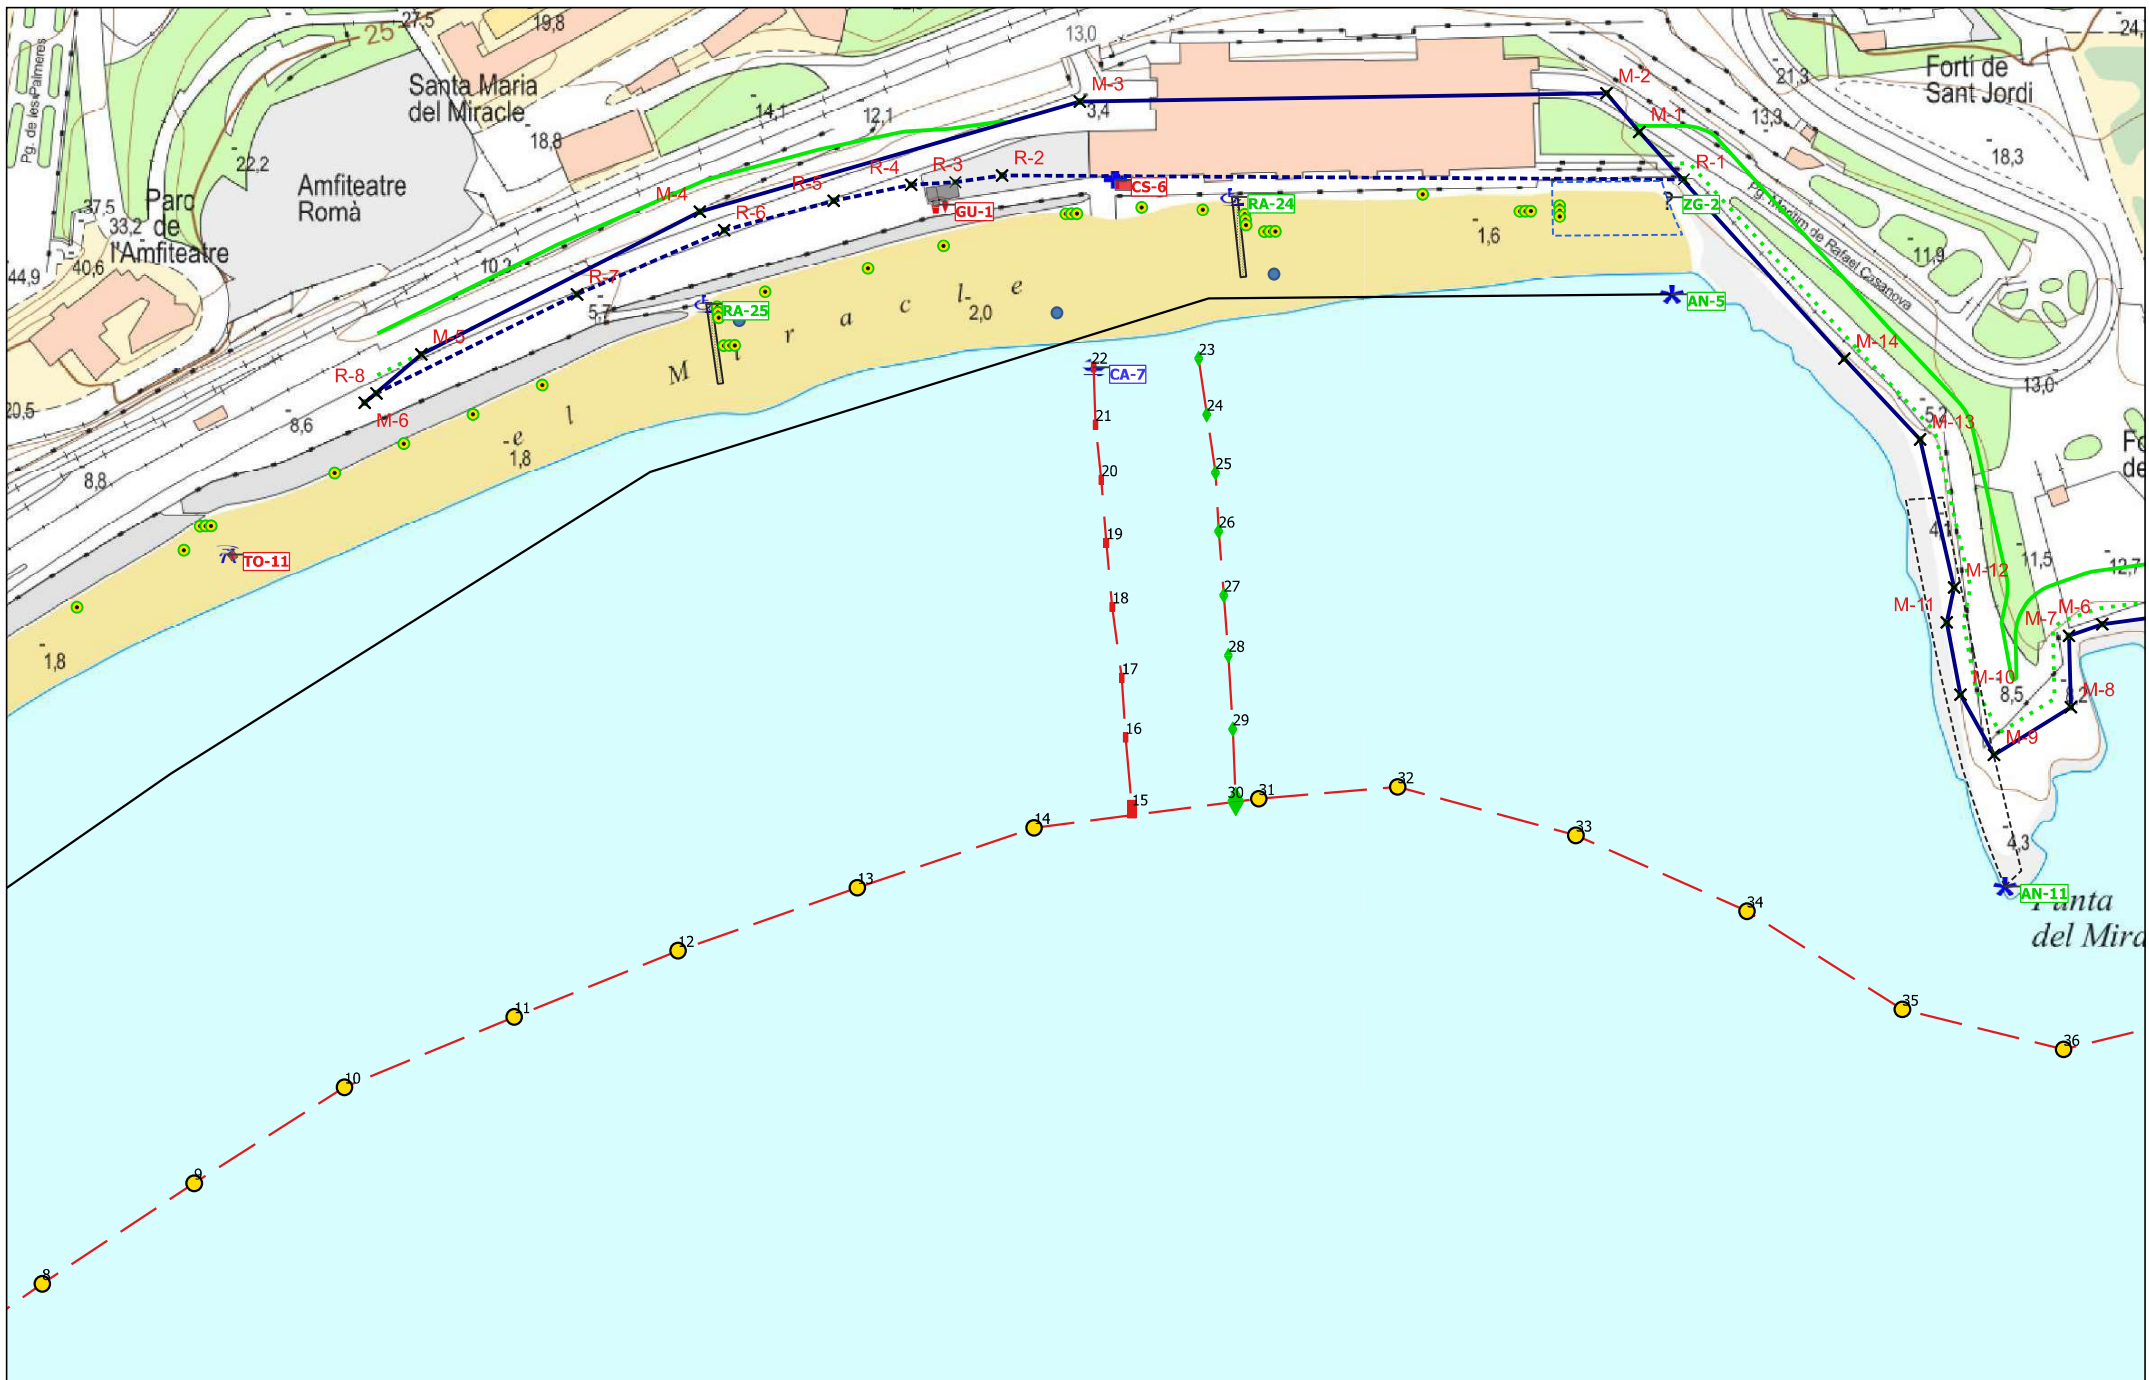 27,5
25
19,8
13,0
24,
Pg. de les Palmeres
Santa Maria
del Miracle
14,1
12,1
18,8
22,2
M-3
3,4
M-2
M-1
21,3
13,3
Fortí de
Sant Jordi
18,3
Parc
de
l'Amfiteatre
37,5
33,2
40,6
44,9
Amfiteatre
Romà
M-4
R-6
R-5
R-4
R-3
R-2
GU-1
CS-6
RA-24
R-1
ZG-2
Pg. Marítim de Rafael Casanova
11,9
1,6
10,2
R-7
5,7
RA-25
M i r a c l e
2,0
AN-5
M-5
R-8
M-6
20,5
8,6
8,8
e l
1,8
22
CA-7
21
20
19
18
17
16
15
23
24
25
26
27
28
29
30
31
32
M-14
13,0
5,2
M-13
Fo
de
4,1
11,5
12,7
M-12
M-11
M-7
M-6
M-10
8,5
8,2
M-8
M-9
4,3
AN-11
Punta
del Mira
TO-11
1,8
14
13
12
11
10
9
8
33
34
35
36